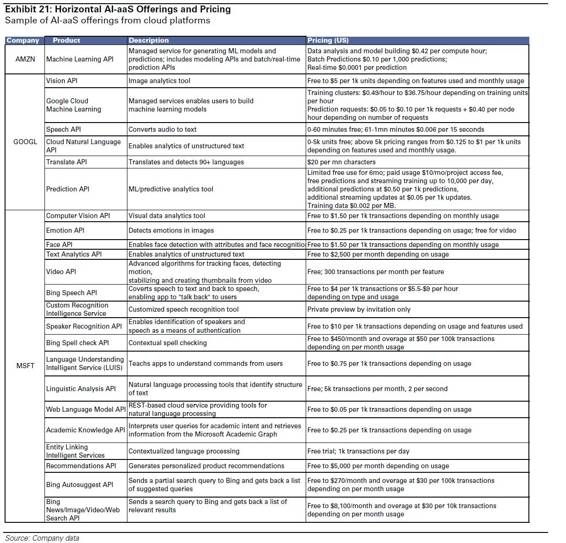 Exhibit 21: Horizontal AI-aaS Offerings and Pricing
Sample of AI-aaS offerings from cloud platforms
Company Product Description Pricing (US)
AMZN Machine Learning API
Managed service for generating ML models and
predictions; includes modeling APIs and batch/real-time
prediction APIs
Data analysis and model building $0.42 per compute hour;
Batch Predictions $0.10 per 1,000 predictions;
Real-time $0.0001 per prediction
GOOGL
Vision API Image analytics tool Free to $5 per 1k units depending on features used and monthly usage
Google Cloud
Machine Learning
Managed services enables users to build
machine learning models
Training clusters: $0.49/hour to $36.75/hour depending on training units
per hour
Prediction requests: $0.05 to $0.10 per 1k requests + $0.40 per node
hour depending on number of requests
Speech API Converts audio to text 0-60 minutes free; 61-1mn minutes $0.006 per 15 seconds
Cloud Natural Language
API
Enables analytics of unstructured text
0-5k units free; above 5k pricing ranges from $0.125 to $1 per 1k units
depending on features used and monthly usage.
Translate API Translates and detects 90+ languages $20 per mn characters
Prediction API ML/predictive analytics tool
Limited free use for 6mo; paid usage $10/mo/project access fee,
free predictions and streaming training up to 10,000 per day,
additional predictions at $0.50 per 1k predictions,
additional streaming updates at $0.05 per 1k updates.
Training data $0.002 per MB.
MSFT
Computer Vision API Visual data analytics tool Free to $1.50 per 1k transactions depending on monthly usage
Emotion API Detects emotions in images Free to $0.25 per 1k transactions depending on usage; free for video
Face API Enables face detection with attributes and face recognitio Free to $1.50 per 1k transactions depending on monthly usage
Text Analytics API Enables analytics of unstructured text Free to $2,500 per month depending on usage
Video API
Advanced algorithms for tracking faces, detecting
motion,
stabilizing and creating thumbnails from video
Free; 300 transactions per month per feature
Bing Speech API
Coverts speech to text and back to speech,
enabling app to "talk back" to users
Free to $4 per 1k transactions or $5.5-$9 per hour
depending on type and usage
Custom Recognition
Intelligence Service
Customized speech recognition tool Private preview by invitation only
Speaker Recognition API
Enables identification of speakers and
speech as a means of authentication
Free to $10 per 1k transactions depending on usage and features used
Bing Spell check API Contextual spell checking
Free to $450/month and overage at $50 per 100k transactions
depending on per month usage
Language Understanding
Intelligent Service (LUIS)
Teachs apps to understand commands from users Free to $0.75 per 1k transactions depending on usage
Linguistic Analysis API
Natural language processing tools that identify structure
of text
Free; 5k transactions per month, 2 per second
Web Language Model API
REST-based cloud service providing tools for
natural language processing
Free to $0.05 per 1k transactions depending on usage
Academic Knowledge API
Interprets user queries for academic intent and retrieves
information from the Microsoft Academic Graph
Free to $0.25 per 1k transactions depending on usage
Entity Linking
Intelligent Services
Contextualized language processing Free trial; 1k transactions per day
Recommendations API Generates personalized product recommendations Free to $5,000 per month depending on usage
Bing Autosuggest API
Sends a partial search query to Bing and gets back a list
of suggested queries
Free to $270/month and overage at $30 per 100k transactions
depending on per month usage
Bing
News/Image/Video/Web
Search API
Sends a search query to Bing and gets back a list of
relevant results
Free to $8,100/month and overage at $30 per 10k transactions
depending on per month usage
Source: Company data